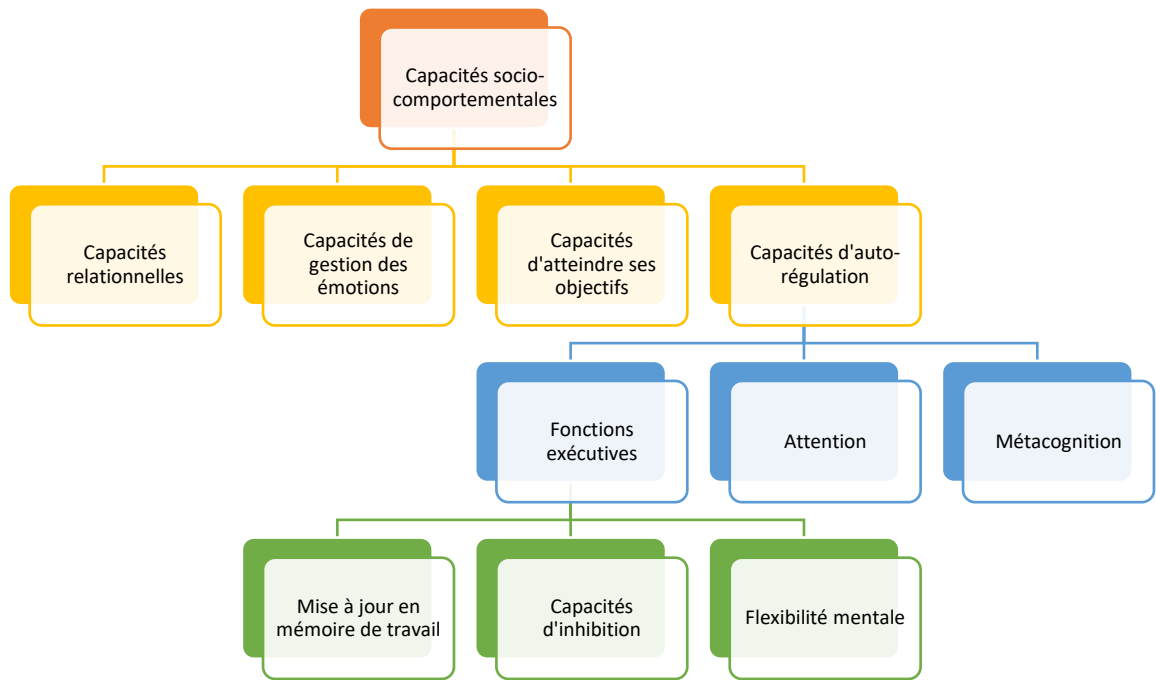 Capacités socio-
comportementales
Capacités
relationnelles
Capacités de
gestion des
émotions
Capacités
d'atteindre ses
objectifs
Capacités d'auto-
régulation
Fonctions
exécutives
Attention
Métacognition
Mise à jour en
mémoire de travail
Capacités
d'inhibition
Flexibilité mentale